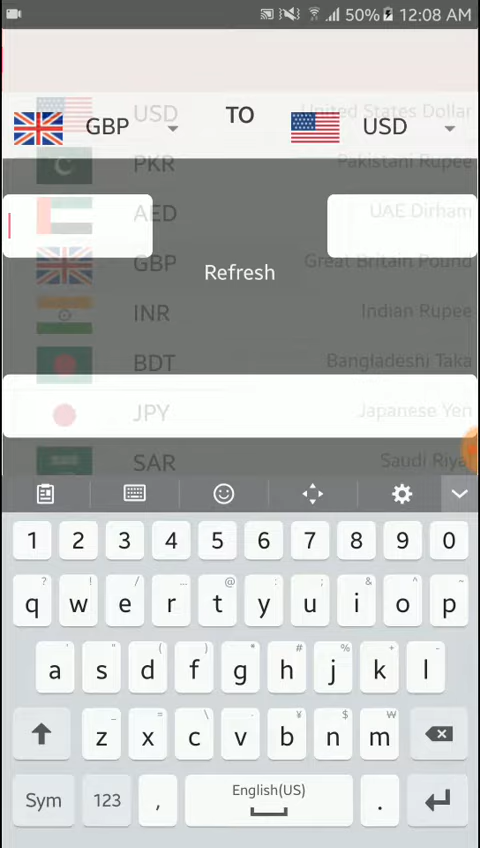 50% 12:08 AM
USD United States Dollar
GBP TO USD
PKR Pakistani Rupee
AED UAE Dirham
GBP Great Britain Pound
Refresh
INR Indian Rupee
BDT Bangladeshi Taka
JPY Japanese Yen
SAR Saudi Riyal
1 2 3 4 5 6 7 8 9 0
? ! / … @ : ; & ^ ~
q w e r t y u i o p
' " ( ) * # % + -
a s d f g h j k l
_ = \ · ¥ $ ₩
z x c v b n m
Sym 123 , English(US) .